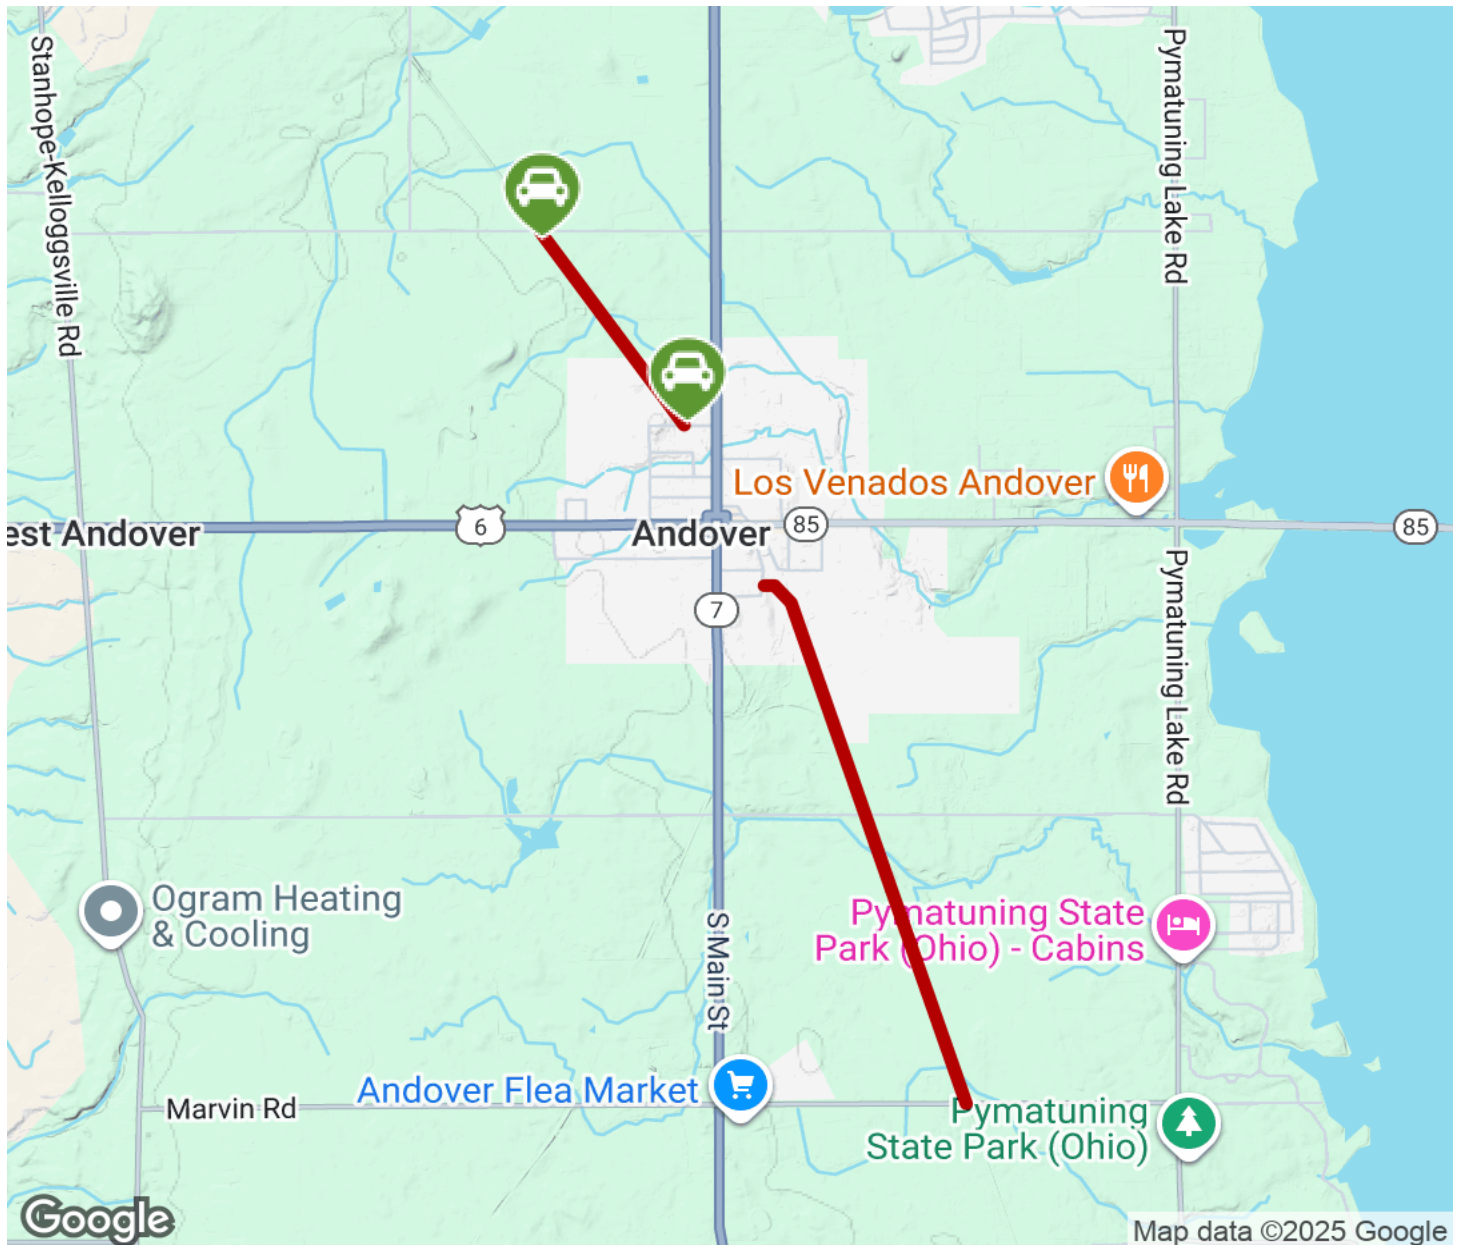 Stanhope-Kelloggsville Rd
Pymatuning Lake Rd
Los Venados Andover
6
est Andover
Andover
85
85
7
Pymatuning Lake Rd
Ogram Heating
& Cooling
Pymatuning State
Park (Ohio) - Cabins
S Main St
Andover Flea Market
Marvin Rd
Pymatuning
State Park (Ohio)
Google
Map data ©2025 Google